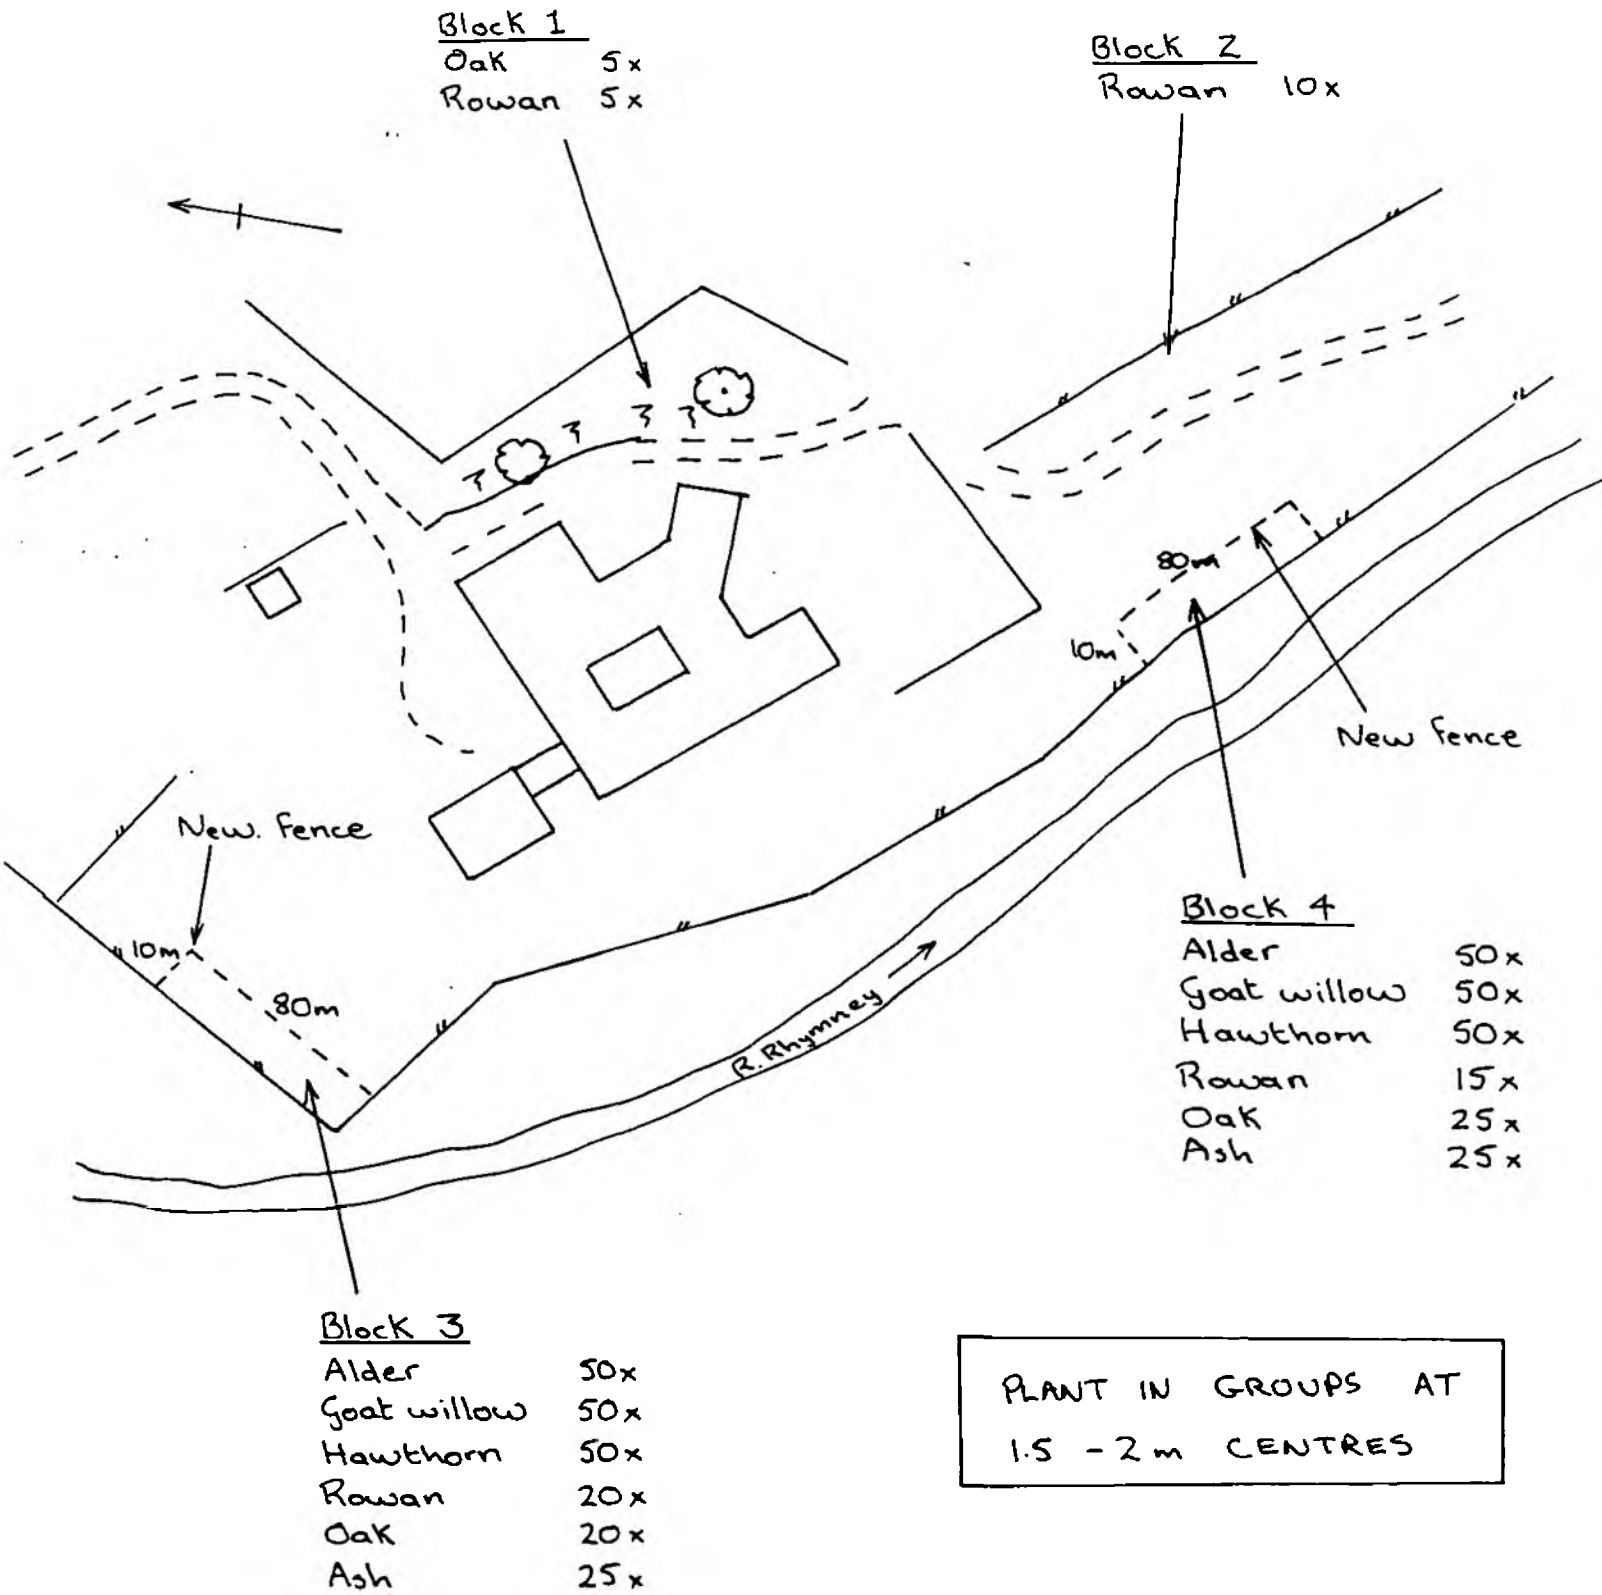 Block 1
Oak 5x
Rowan 5x
Block 2
Rowan 10x
80m
10m
New fence
New. fence
10m
80m
R. Rhymney
Block 4
Alder 50x
Goat willow 50x
Hawthorn 50x
Rowan 15x
Oak 25x
Ash 25x
Block 3
Alder 50x
Goat willow 50x
Hawthorn 50x
Rowan 20x
Oak 20x
Ash 25x
PLANT IN GROUPS AT
1.5 - 2m CENTRES